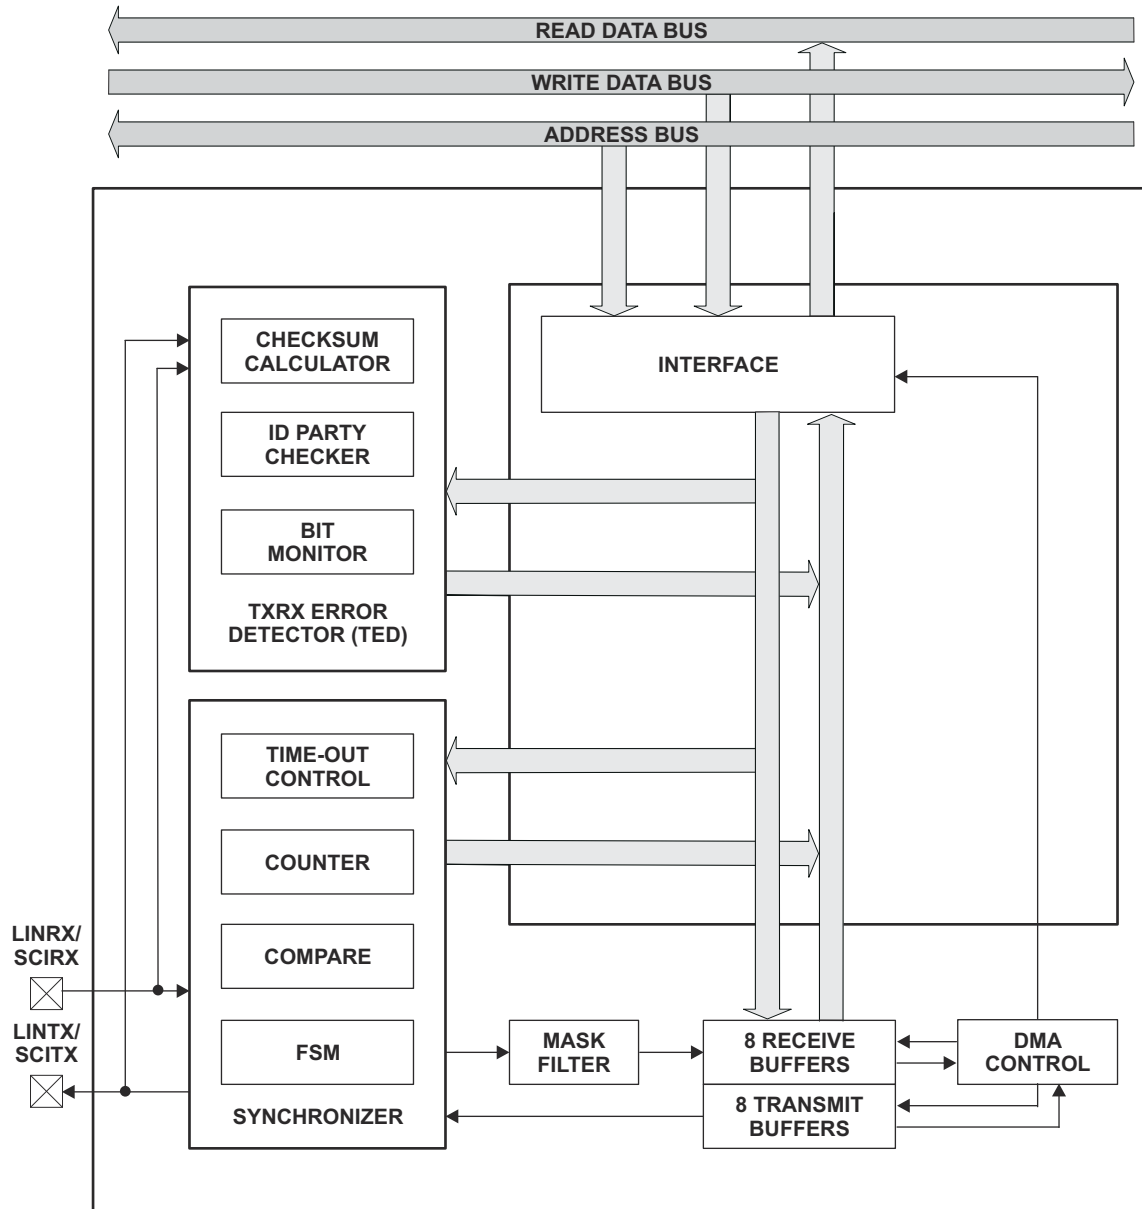 READ DATA BUS
WRITE DATA BUS
ADDRESS BUS
CHECKSUM
CALCULATOR
INTERFACE
ID PARTY
CHECKER
BIT
MONITOR
TXRX ERROR
DETECTOR (TED)
TIME-OUT
CONTROL
COUNTER
COMPARE
LINRX/
SCIRX
LINTX/
SCITX
FSM
SYNCHRONIZER
MASK
FILTER
8 RECEIVE
BUFFERS
8 TRANSMIT
BUFFERS
DMA
CONTROL